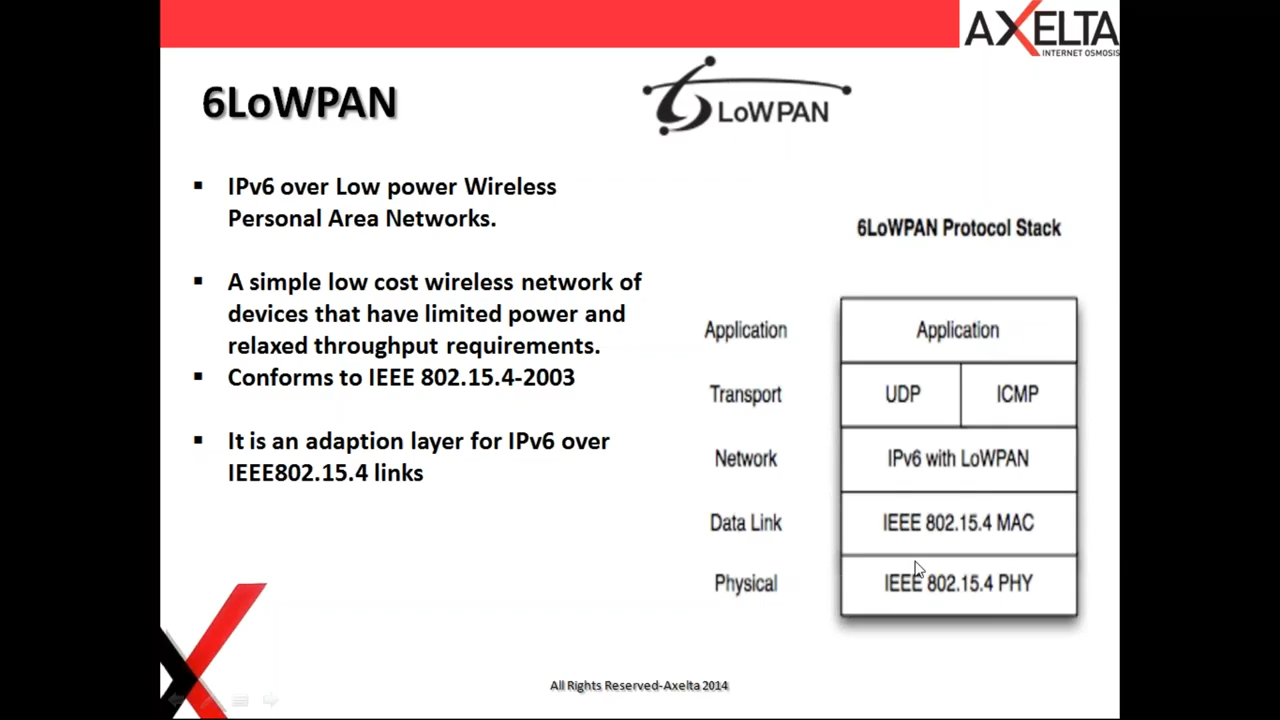 AXELTA
INTERNET OSMOSIS
6LoWPAN
6LoWPAN
IPv6 over Low power Wireless
Personal Area Networks.
A simple low cost wireless network of
devices that have limited power and
relaxed throughput requirements.
Conforms to IEEE 802.15.4-2003
It is an adaption layer for IPv6 over
IEEE802.15.4 links
6LoWPAN Protocol Stack
Application Application
Transport UDP ICMP
Network IPv6 with LoWPAN
Data Link IEEE 802.15.4 MAC
Physical IEEE 802.15.4 PHY
All Rights Reserved-Axelta 2014